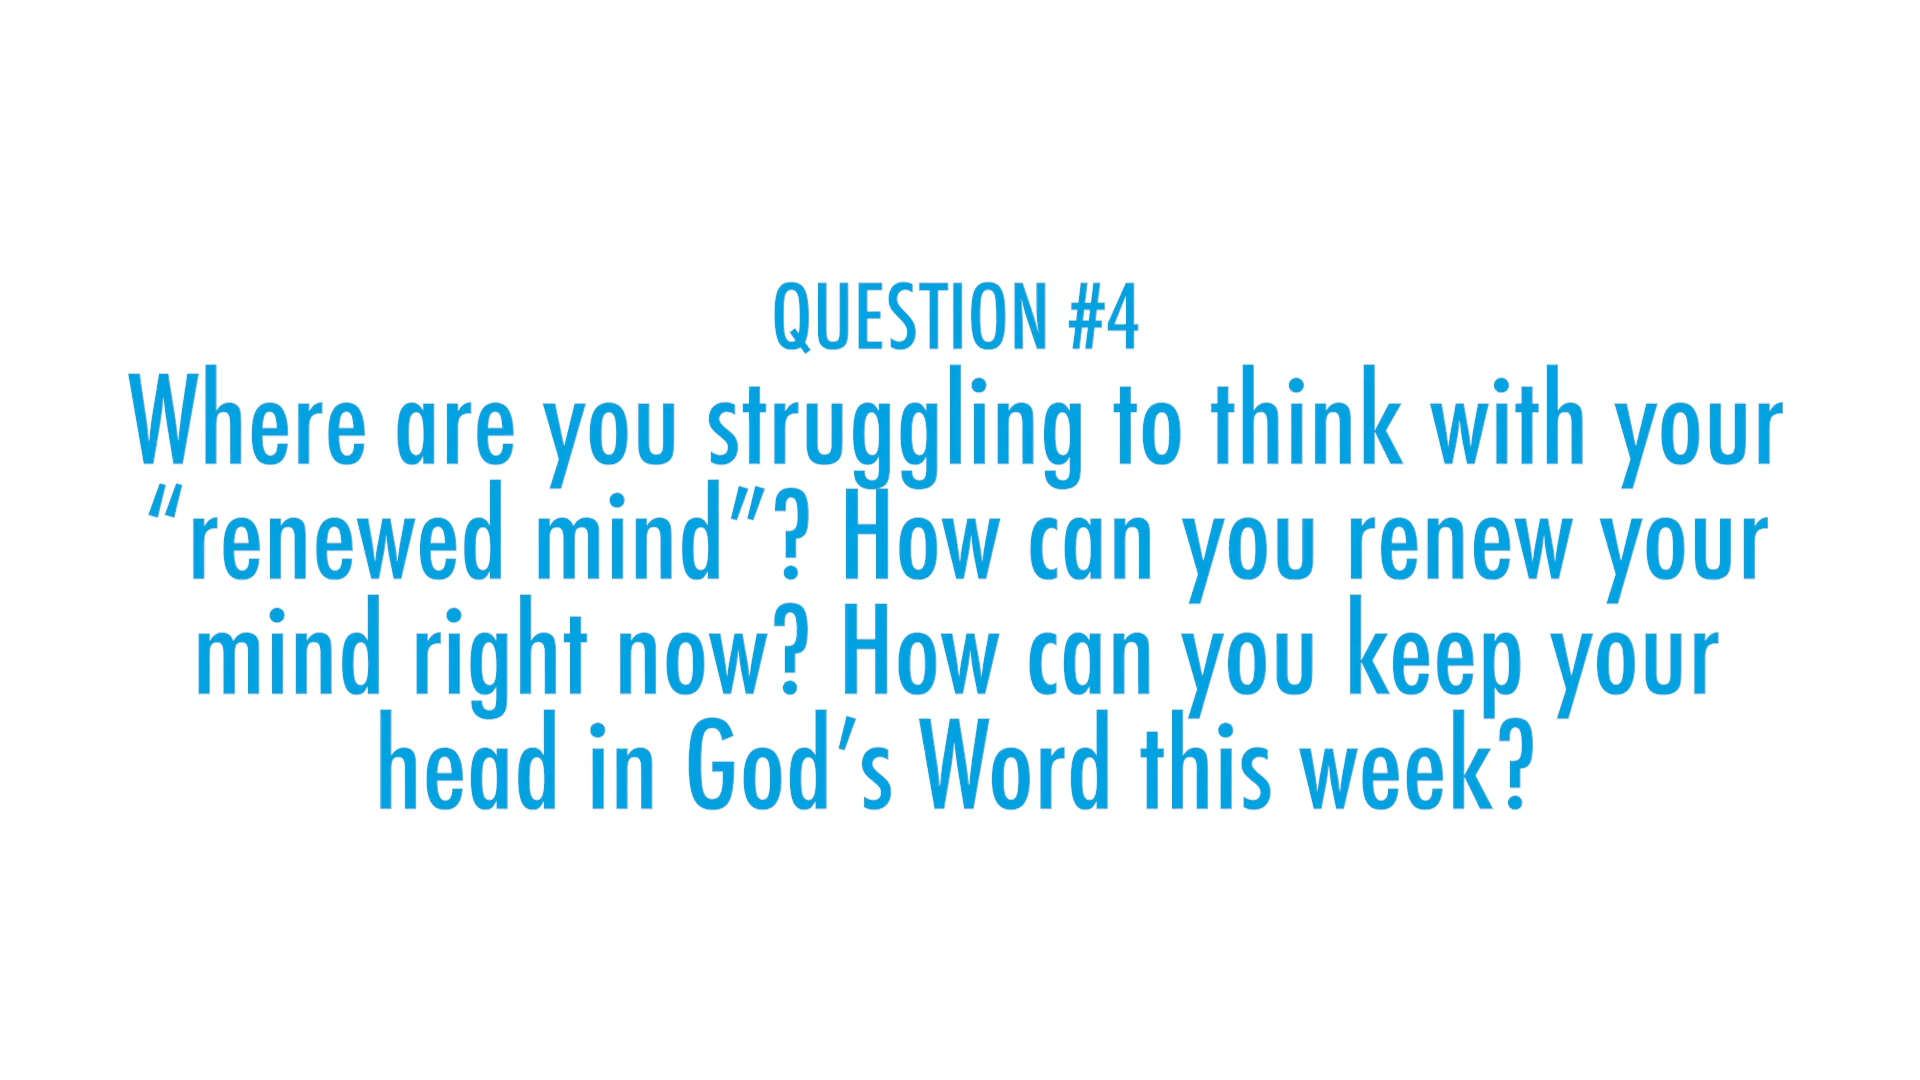 QUESTION #4
Where are you struggling to think with your
“renewed mind”? How can you renew your
mind right now? How can you keep your
head in God’s Word this week?